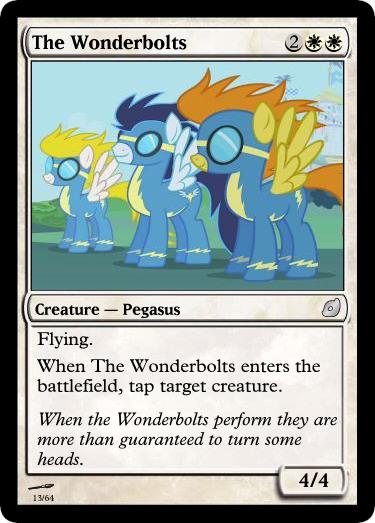 The Wonderbolts 2
Creature — Pegasus
Flying.
When The Wonderbolts enters the
battlefield, tap target creature.
When the Wonderbolts perform they are
more than guaranteed to turn some
heads.
4/4
13/64